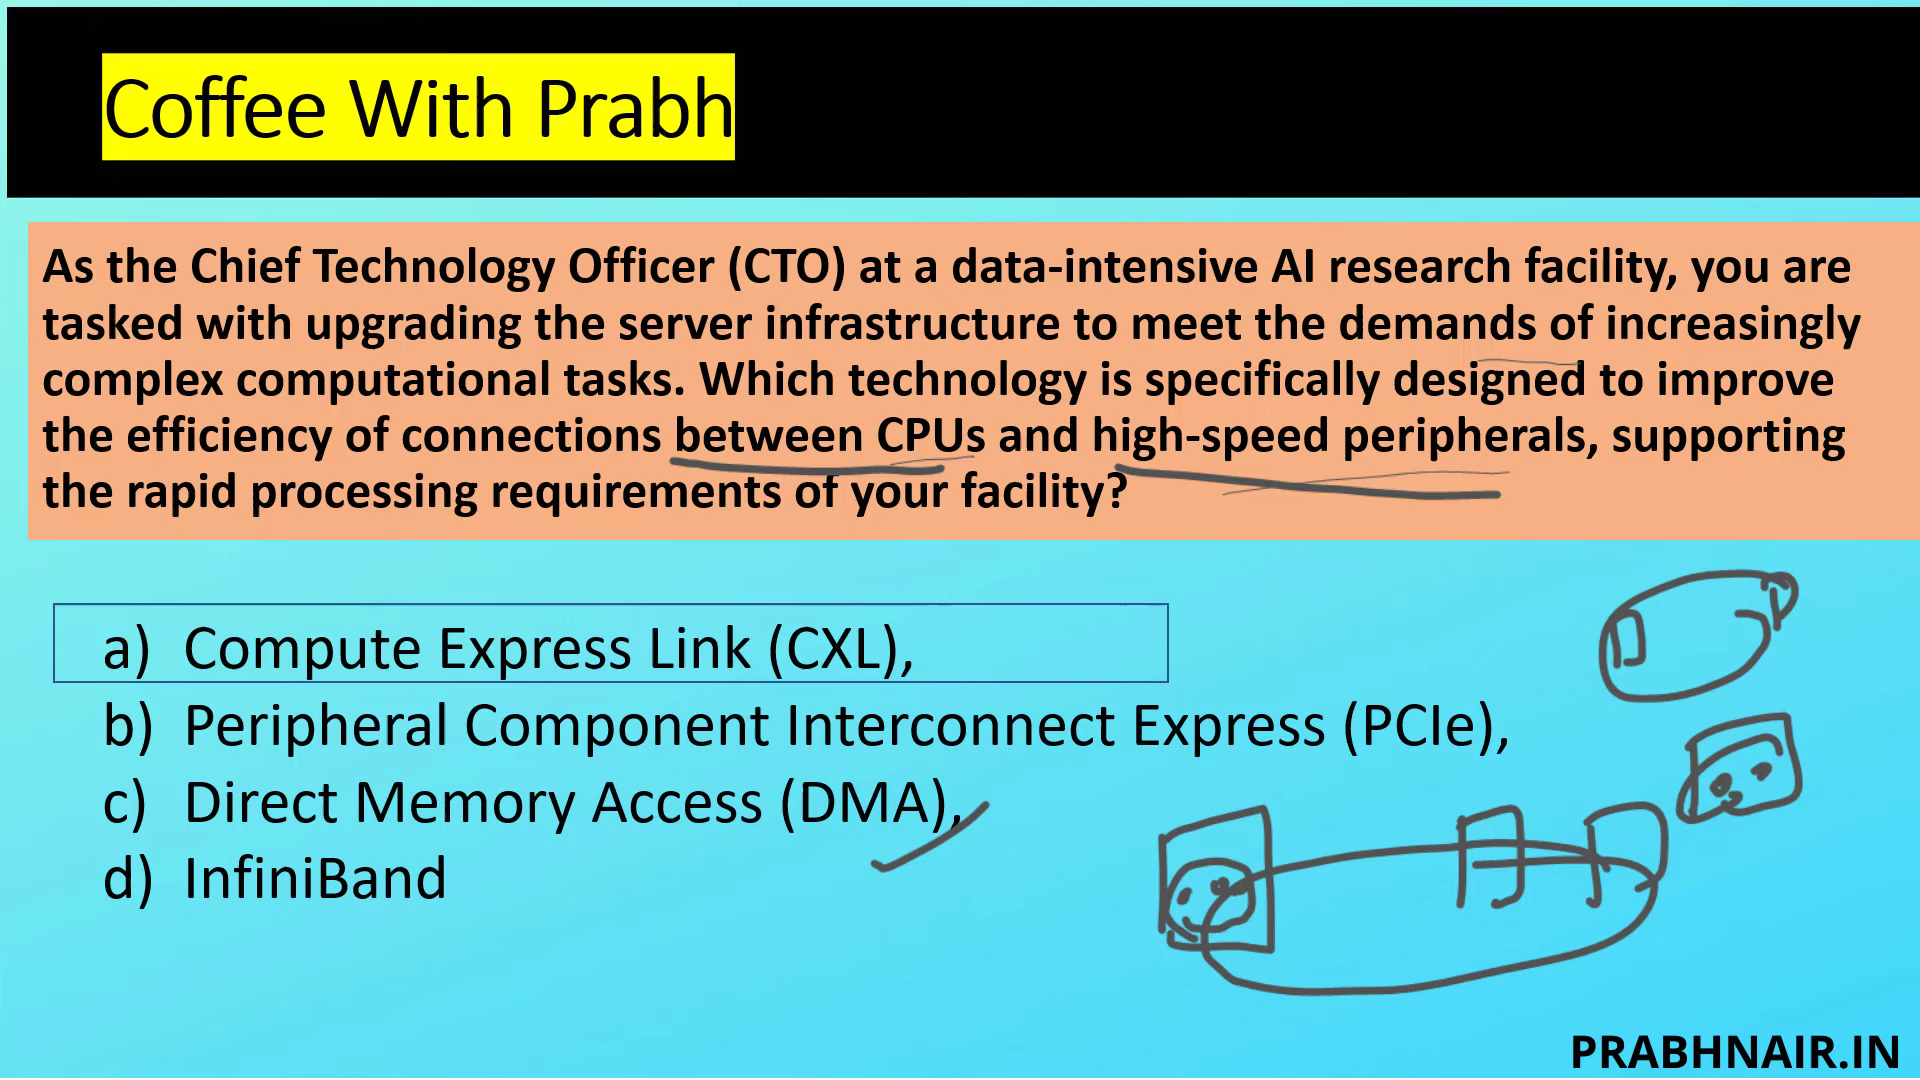 Coffee With Prabh
As the Chief Technology Officer (CTO) at a data-intensive AI research facility, you are
tasked with upgrading the server infrastructure to meet the demands of increasingly
complex computational tasks. Which technology is specifically designed to improve
the efficiency of connections between CPUs and high-speed peripherals, supporting
the rapid processing requirements of your facility?
a) Compute Express Link (CXL),
b) Peripheral Component Interconnect Express (PCIe),
c) Direct Memory Access (DMA),
d) InfiniBand
PRABHNAIR.IN